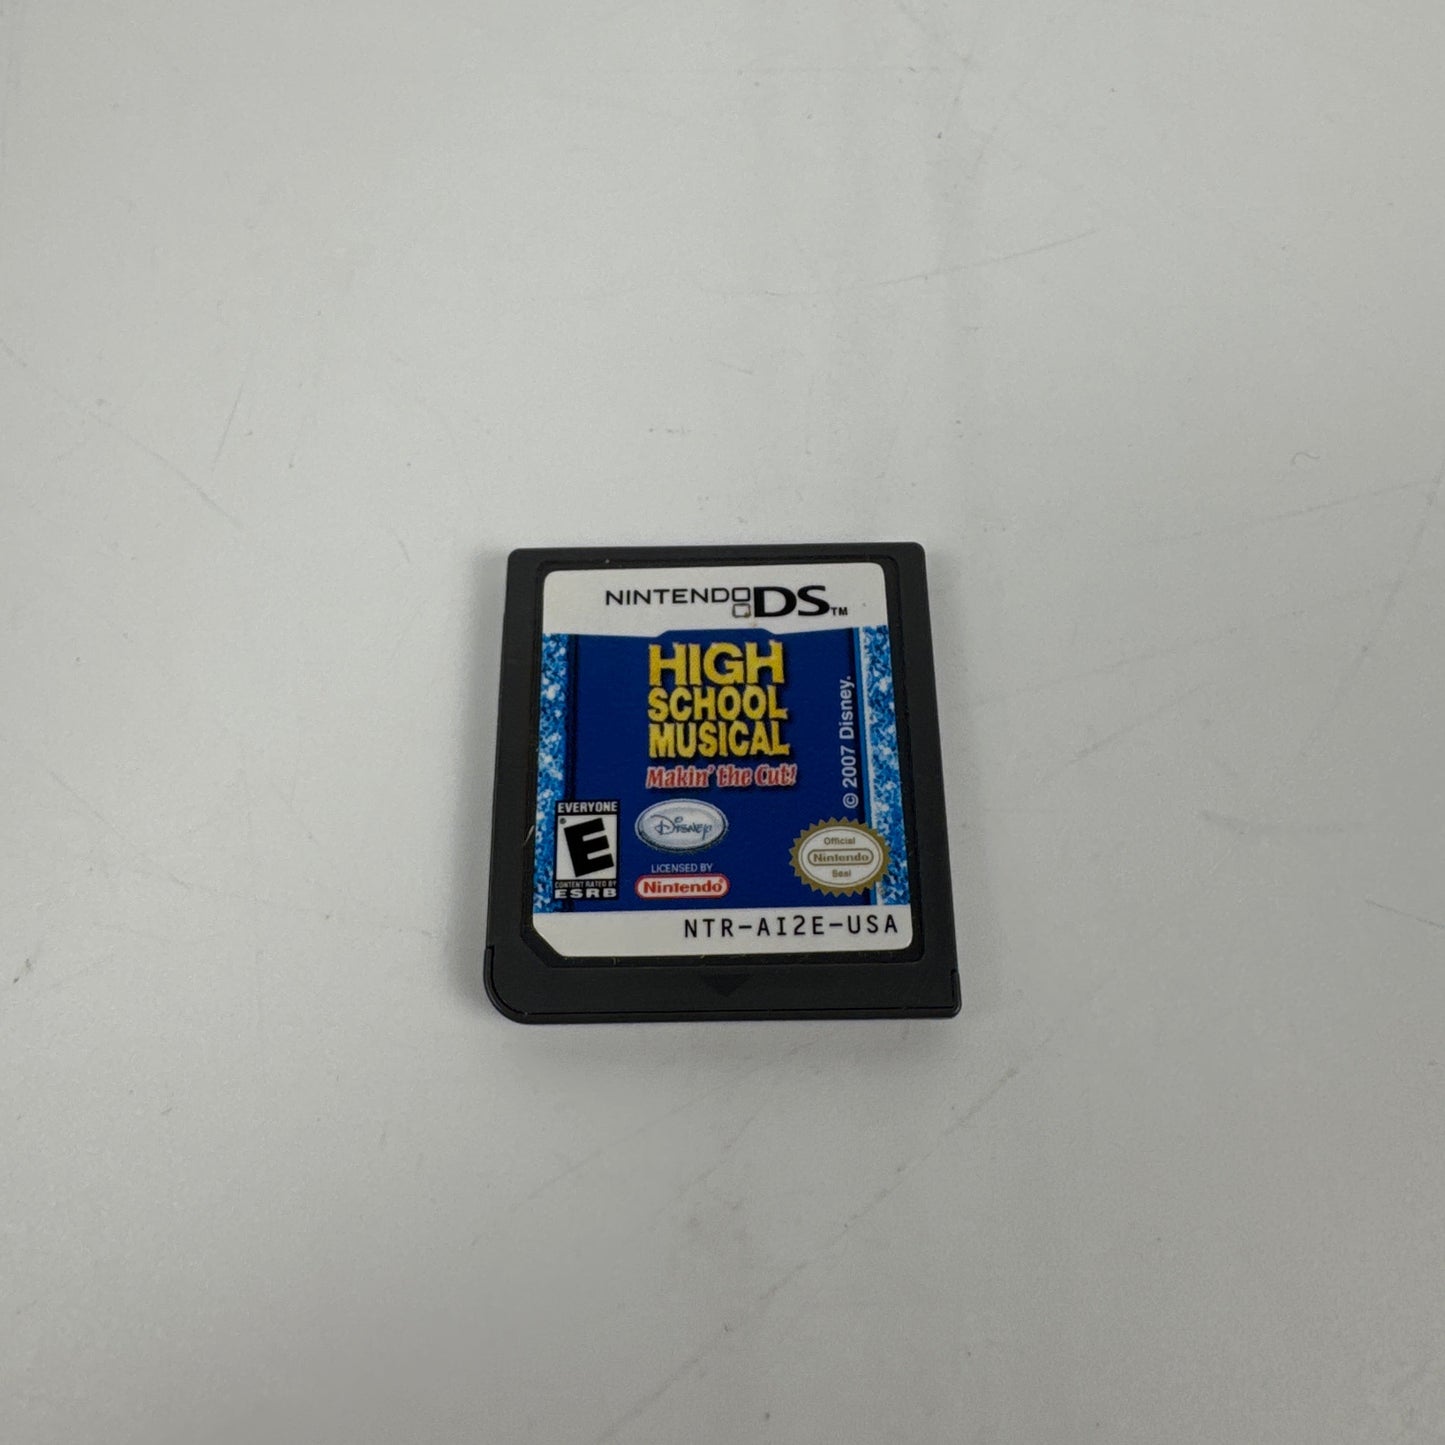 NINTENDO DS™
HIGH
SCHOOL
MUSICAL
Makin' the Cut!
© 2007 Disney.
EVERYONE
E
®
CONTENT RATED BY
ESRB
Disney
LICENSED BY
Nintendo®
Official
Nintendo
Seal
NTR-AI2E-USA